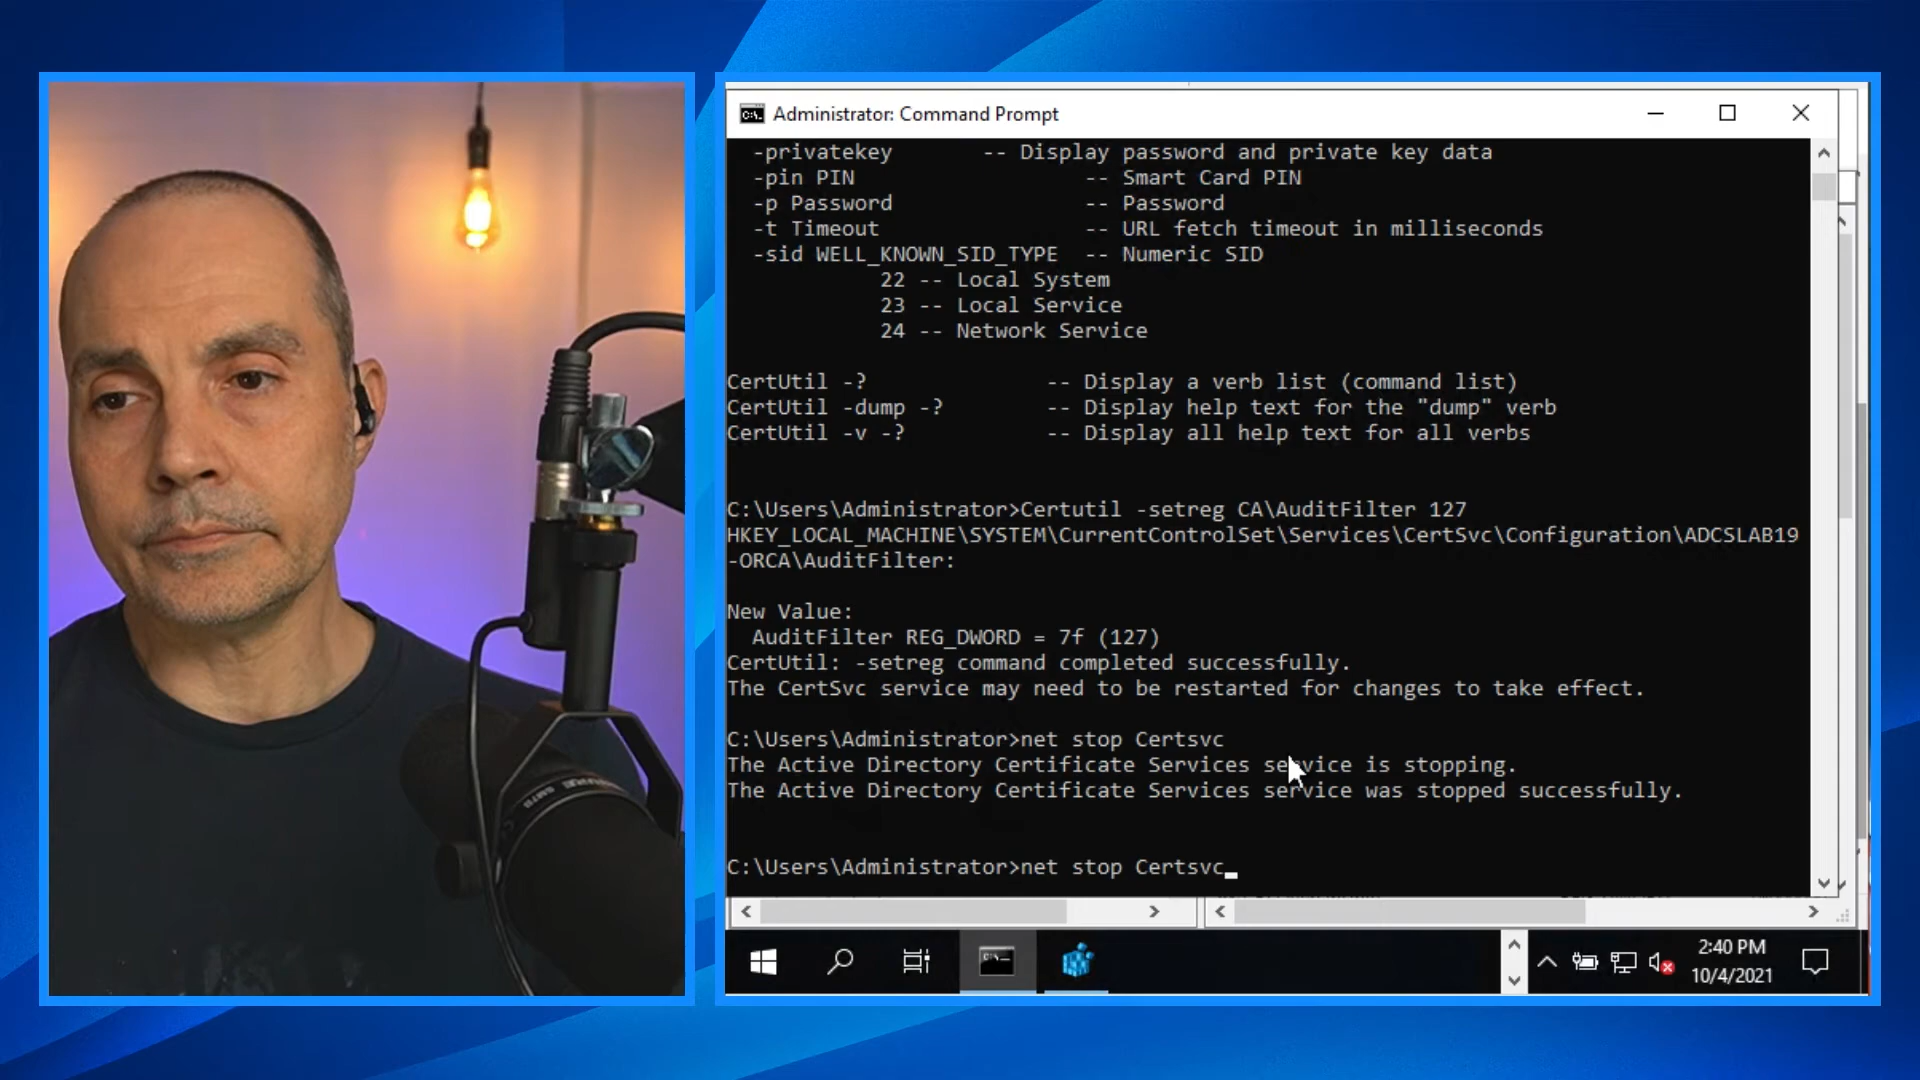 Administrator: Command Prompt
-privatekey -- Display password and private key data
-pin PIN -- Smart Card PIN
-p Password -- Password
-t Timeout -- URL fetch timeout in milliseconds
-sid WELL_KNOWN_SID_TYPE -- Numeric SID
22 -- Local System
23 -- Local Service
24 -- Network Service
CertUtil -? -- Display a verb list (command list)
CertUtil -dump -? -- Display help text for the "dump" verb
CertUtil -v -? -- Display all help text for all verbs
C:\Users\Administrator>Certutil -setreg CA\AuditFilter 127
HKEY_LOCAL_MACHINE\SYSTEM\CurrentControlSet\Services\CertSvc\Configuration\ADCSLAB19
-ORCA\AuditFilter:
New Value:
AuditFilter REG_DWORD = 7f (127)
CertUtil: -setreg command completed successfully.
The CertSvc service may need to be restarted for changes to take effect.
C:\Users\Administrator>net stop Certsvc
The Active Directory Certificate Services service is stopping.
The Active Directory Certificate Services service was stopped successfully.
C:\Users\Administrator>net stop Certsvc
2:40 PM
10/4/2021